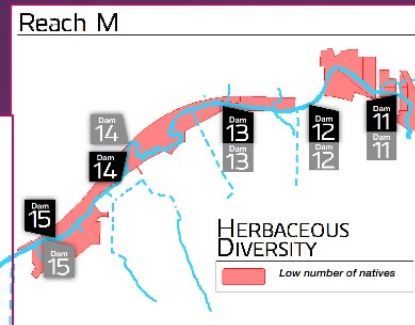 Reach M
Dam
14
Dam
14
Dam
13
Dam
13
Dam
12
Dam
12
Dam
11
Dam
11
Dam
15
Dam
15
HERBACEOUS
DIVERSITY
Low number of natives